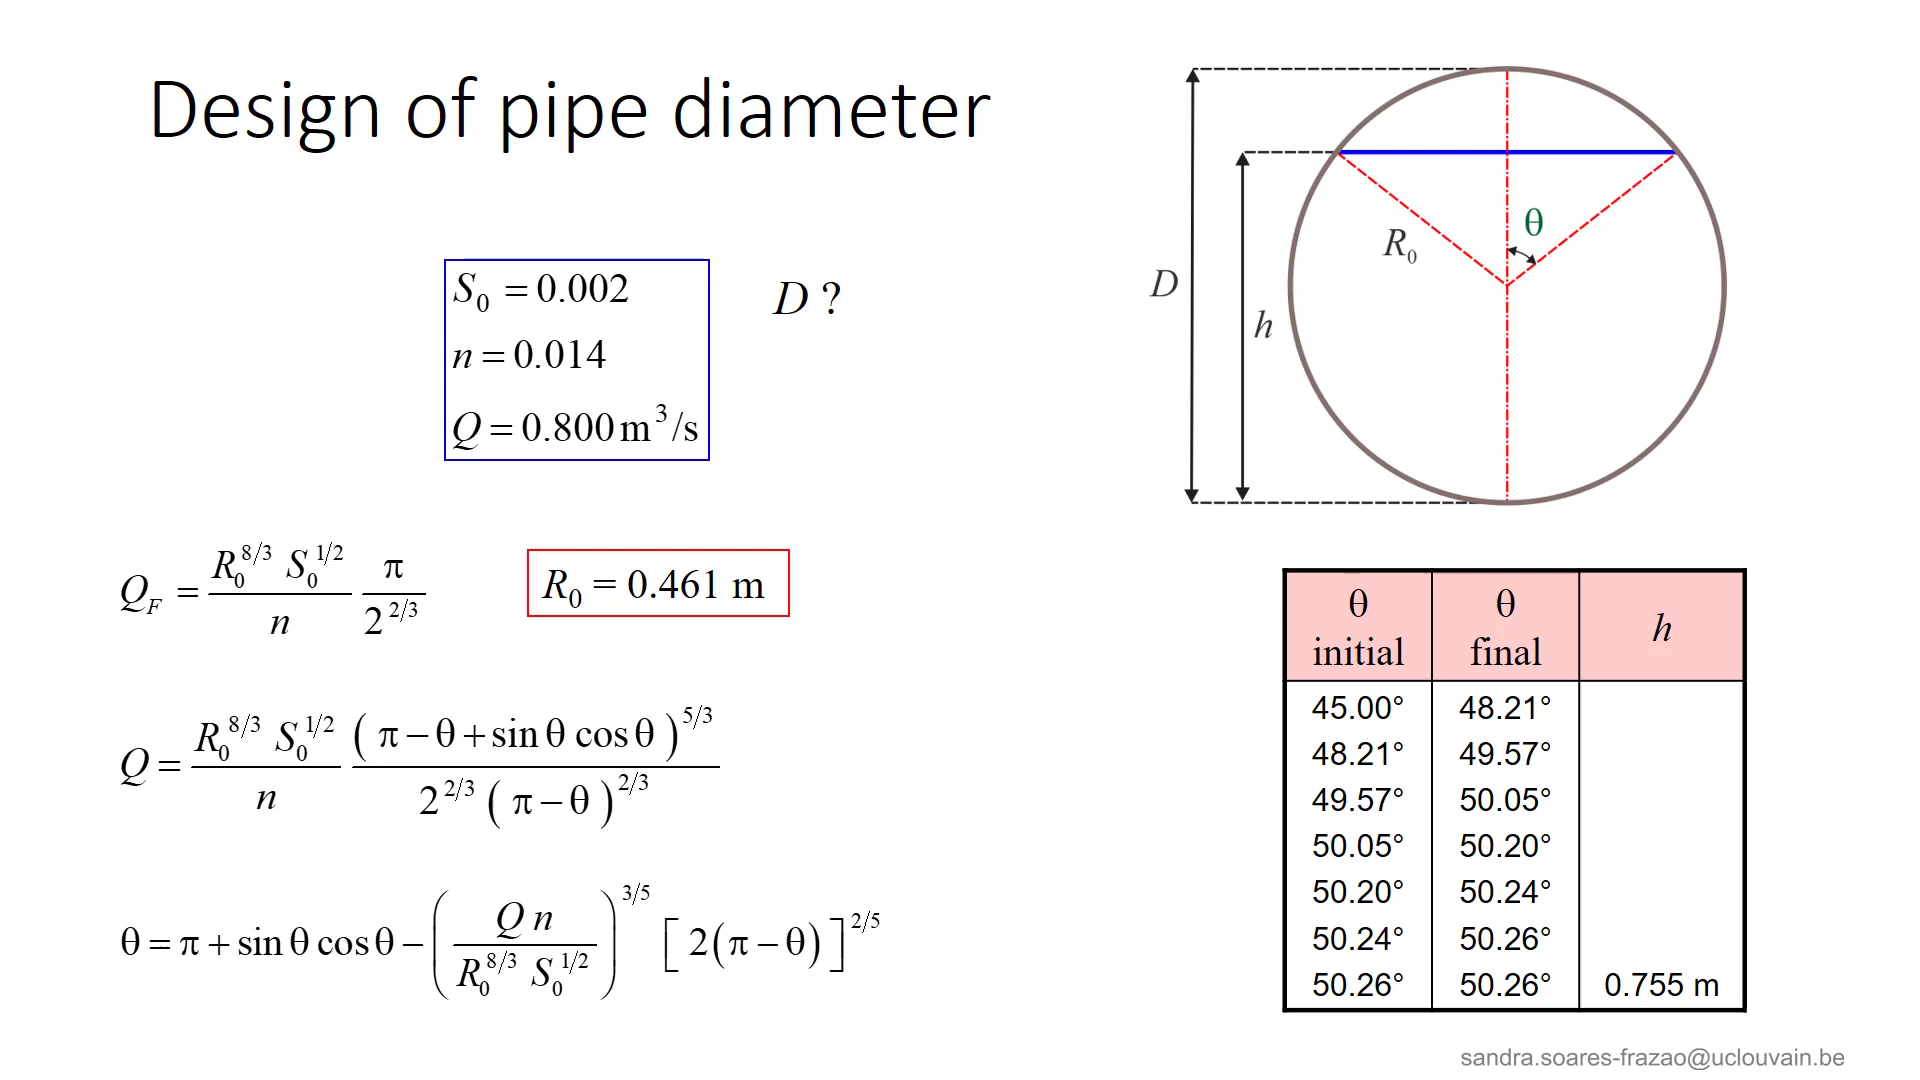 Design of pipe diameter
S₀ = 0.002
n = 0.014
Q = 0.800 m³/s
D ?
D
h
R₀
θ
Q_F = (R₀^(8/3) S₀^(1/2) / n) (π / 2^(2/3))
R₀ = 0.461 m
Q = (R₀^(8/3) S₀^(1/2) / n) ((π − θ + sin θ cos θ)^(5/3) / (2^(2/3) (π − θ)^(2/3)))
θ = π + sin θ cos θ − (Q n / (R₀^(8/3) S₀^(1/2)))^(3/5) [2(π − θ)]^(2/5)
θ initial θ final h
45.00° 48.21°
48.21° 49.57°
49.57° 50.05°
50.05° 50.20°
50.20° 50.24°
50.24° 50.26°
50.26° 50.26° 0.755 m
sandra.soares-frazao@uclouvain.be